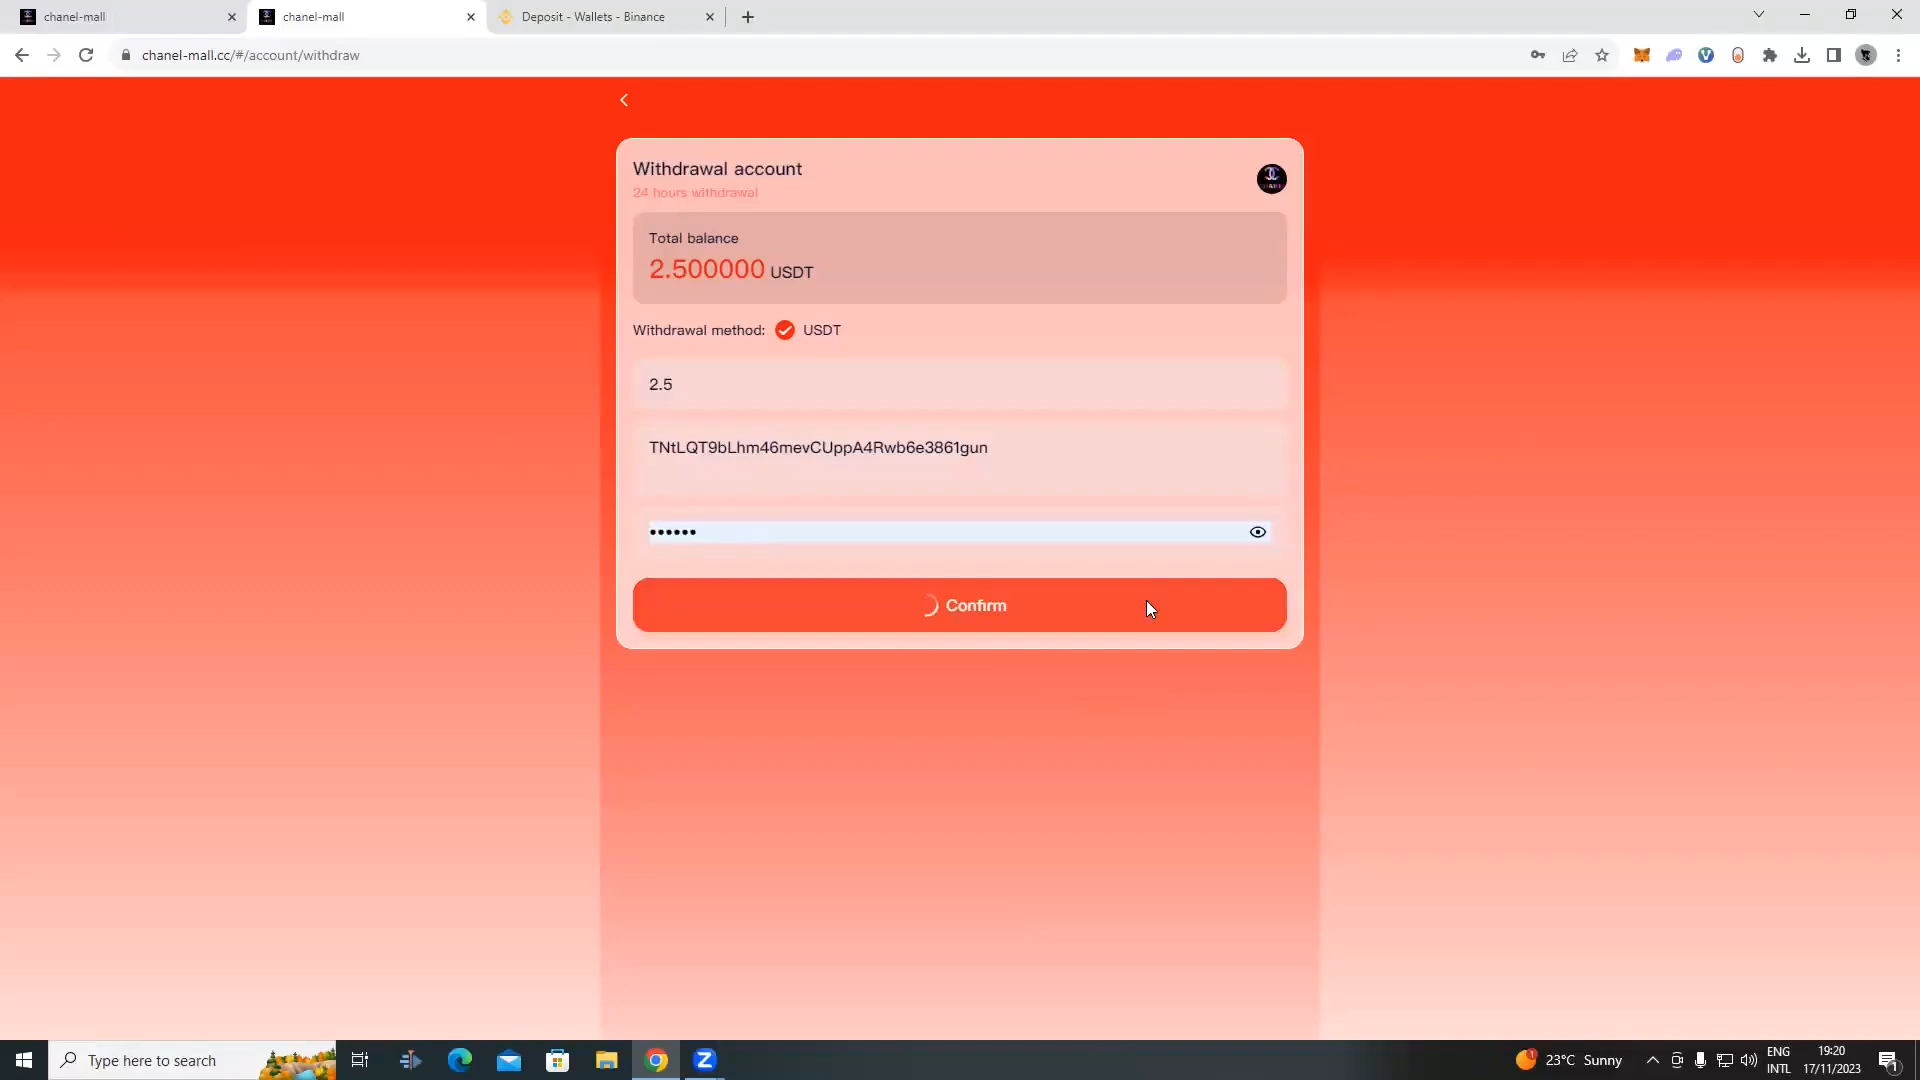 chanel-mall
chanel-mall
Deposit - Wallets - Binance
chanel-mall.cc/#/account/withdraw
Withdrawal account
24 hours withdrawal
Total balance
2.500000 USDT
Withdrawal method: USDT
2.5
TNtLQT9bLhm46mevCUppA4Rwb6e3861gun
••••••
Confirm
Type here to search
23°C Sunny
ENG
INTL
19:20
17/11/2023